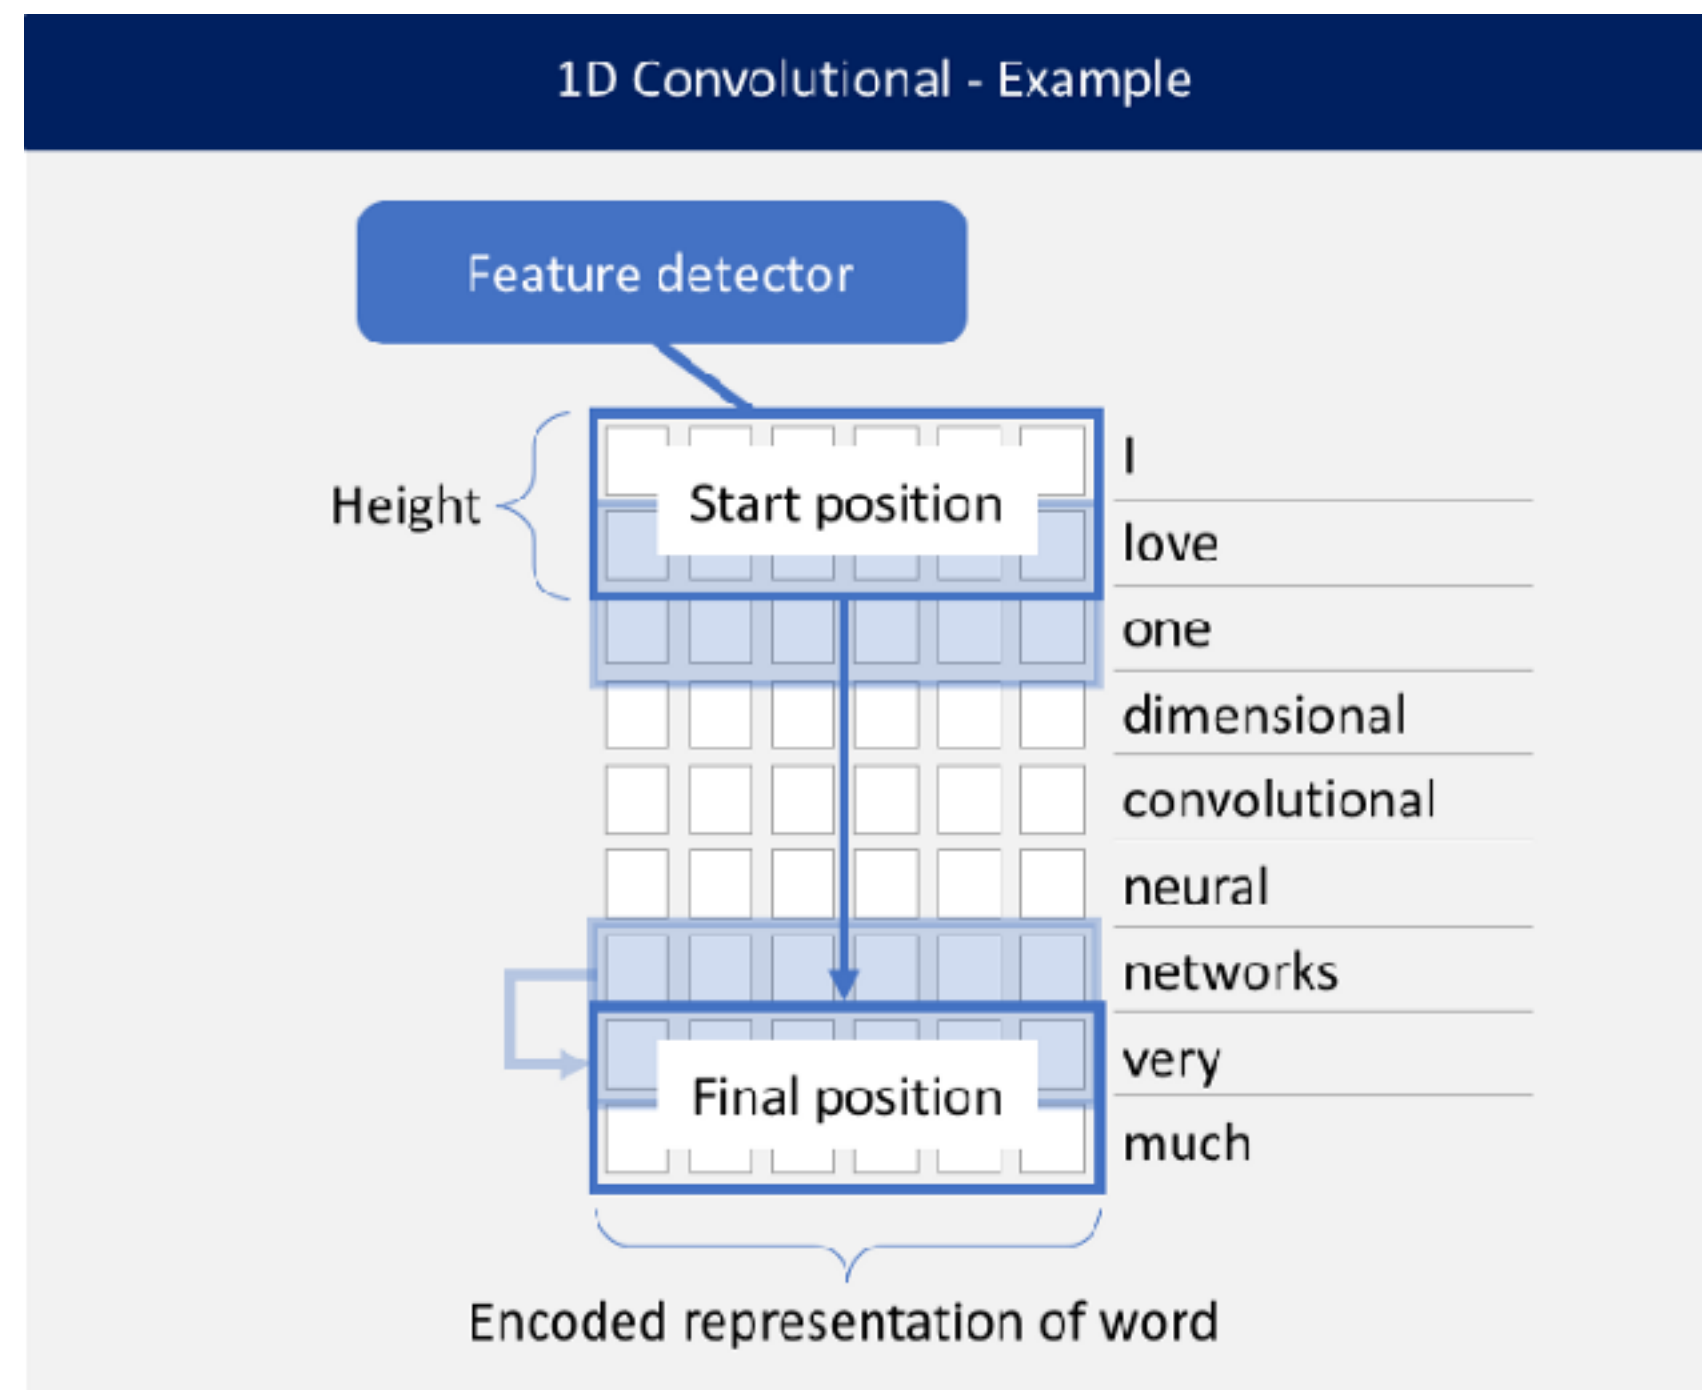 1D Convolutional - Example
Feature detector
Height
Start position
I
love
one
dimensional
convolutional
neural
networks
very
Final position
much
Encoded representation of word